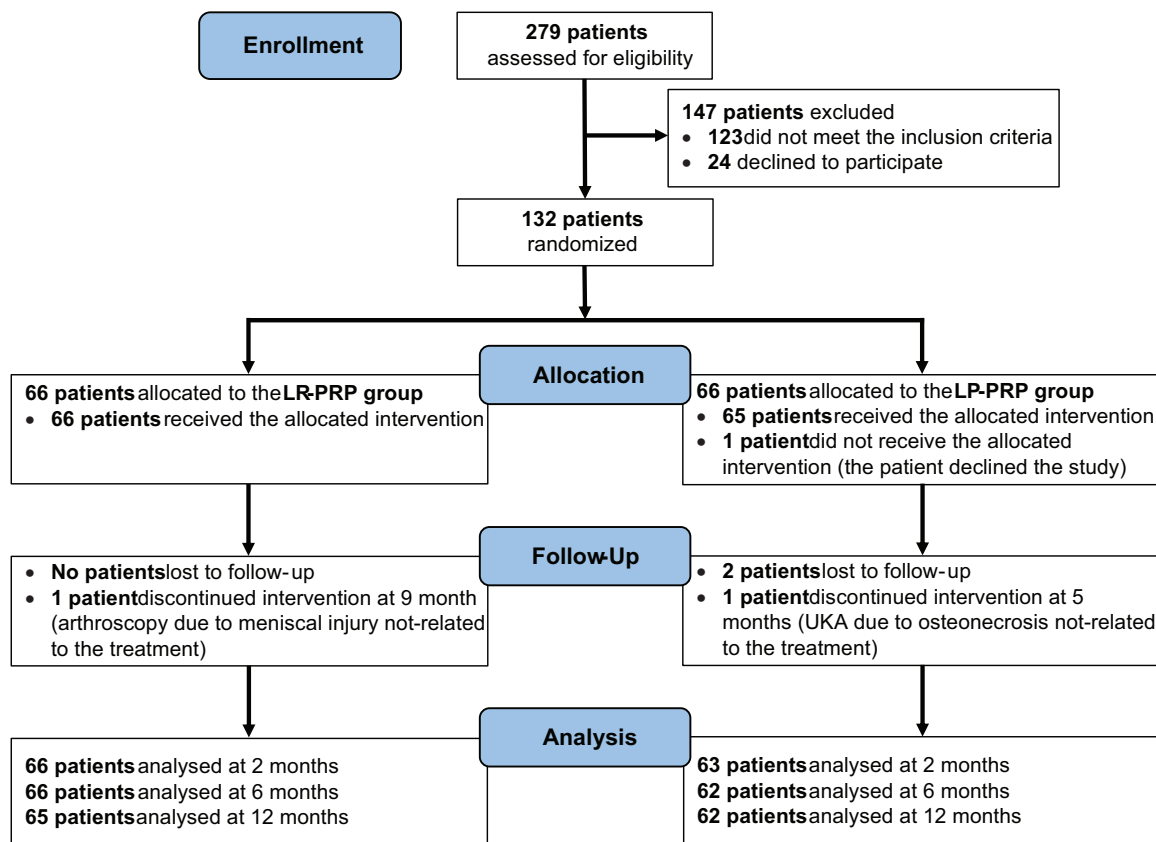 Enrollment
279 patients
assessed for eligibility
147 patients excluded
• 123did not meet the inclusion criteria
• 24 declined to participate
132 patients
randomized
Allocation
66 patients allocated to the LR-PRP group
• 66 patients received the allocated intervention
66 patients allocated to the LP-PRP group
• 65 patients received the allocated intervention
• 1 patient did not receive the allocated
intervention (the patient declined the study)
Follow-Up
• No patients lost to follow-up
• 1 patient discontinued intervention at 9 month
(arthroscopy due to meniscal injury not-related
to the treatment)
• 2 patients lost to follow-up
• 1 patient discontinued intervention at 5
months (UKA due to osteonecrosis not-related
to the treatment)
Analysis
66 patients analysed at 2 months
66 patients analysed at 6 months
65 patients analysed at 12 months
63 patients analysed at 2 months
62 patients analysed at 6 months
62 patients analysed at 12 months